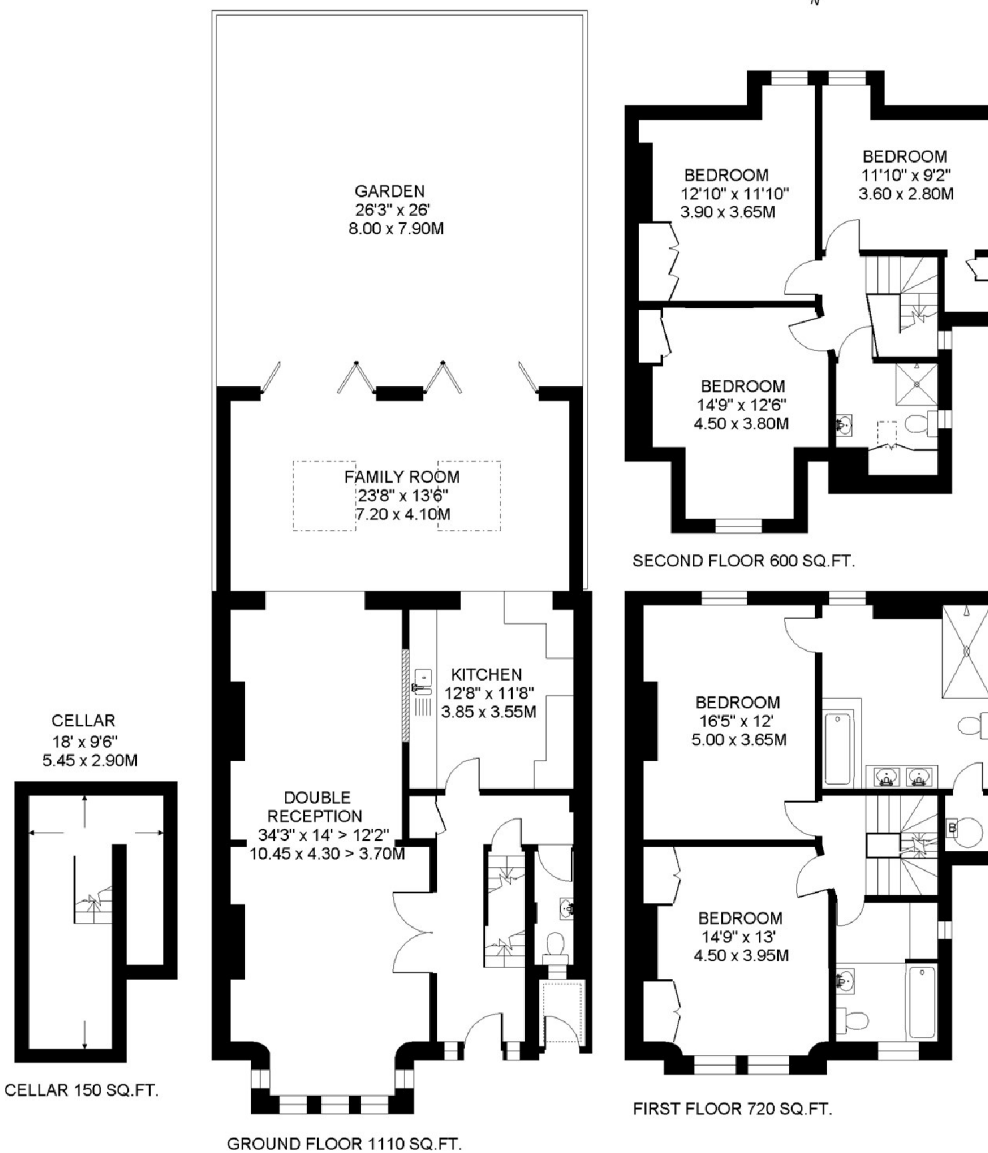 N
GARDEN
26'3" x 26'
8.00 x 7.90M
BEDROOM
12'10" x 11'10"
3.90 x 3.65M
BEDROOM
11'10" x 9'2"
3.60 x 2.80M
BEDROOM
14'9" x 12'6"
4.50 x 3.80M
SECOND FLOOR 600 SQ.FT.
FAMILY ROOM
23'8" x 13'6"
7.20 x 4.10M
KITCHEN
12'8" x 11'8"
3.85 x 3.55M
DOUBLE
RECEPTION
34'3" x 14' > 12'2"
10.45 x 4.30 > 3.70M
GROUND FLOOR 1110 SQ.FT.
CELLAR
18' x 9'6"
5.45 x 2.90M
CELLAR 150 SQ.FT.
BEDROOM
16'5" x 12'
5.00 x 3.65M
BEDROOM
14'9" x 13'
4.50 x 3.95M
FIRST FLOOR 720 SQ.FT.